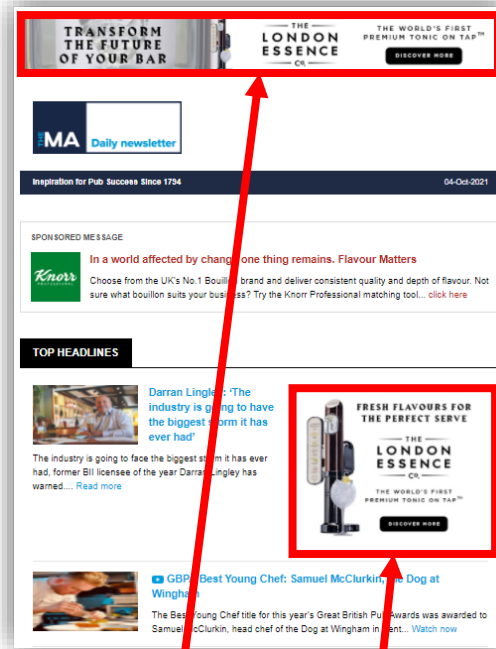 TRANSFORM
THE FUTURE
OF YOUR BAR
THE
LONDON
ESSENCE
CO.
THE WORLD'S FIRST
PREMIUM TONIC ON TAP™
DISCOVER MORE
THE MA Daily newsletter
Inspiration for Pub Success Since 1794 04-Oct-2021
SPONSORED MESSAGE
Knorr
PROFESSIONAL
In a world affected by change one thing remains. Flavour Matters
Choose from the UK's No.1 Bouillon brand and deliver consistent quality and depth of flavour. Not
sure what bouillon suits your business? Try the Knorr Professional matching tool... click here
TOP HEADLINES
Darran Lingley: 'The
industry is going to have
the biggest storm it has
ever had'
The industry is going to face the biggest storm it has ever
had, former BII licensee of the year Darran Lingley has
warned.... Read more
FRESH FLAVOURS FOR
THE PERFECT SERVE
THE
LONDON
ESSENCE
CO.
THE WORLD'S FIRST
PREMIUM TONIC ON TAP™
DISCOVER MORE
GBPA Best Young Chef: Samuel McClurkin, the Dog at
Wingham
The Best Young Chef title for this year's Great British Pub Awards was awarded to
Samuel McClurkin, head chef of the Dog at Wingham in Kent... Watch now